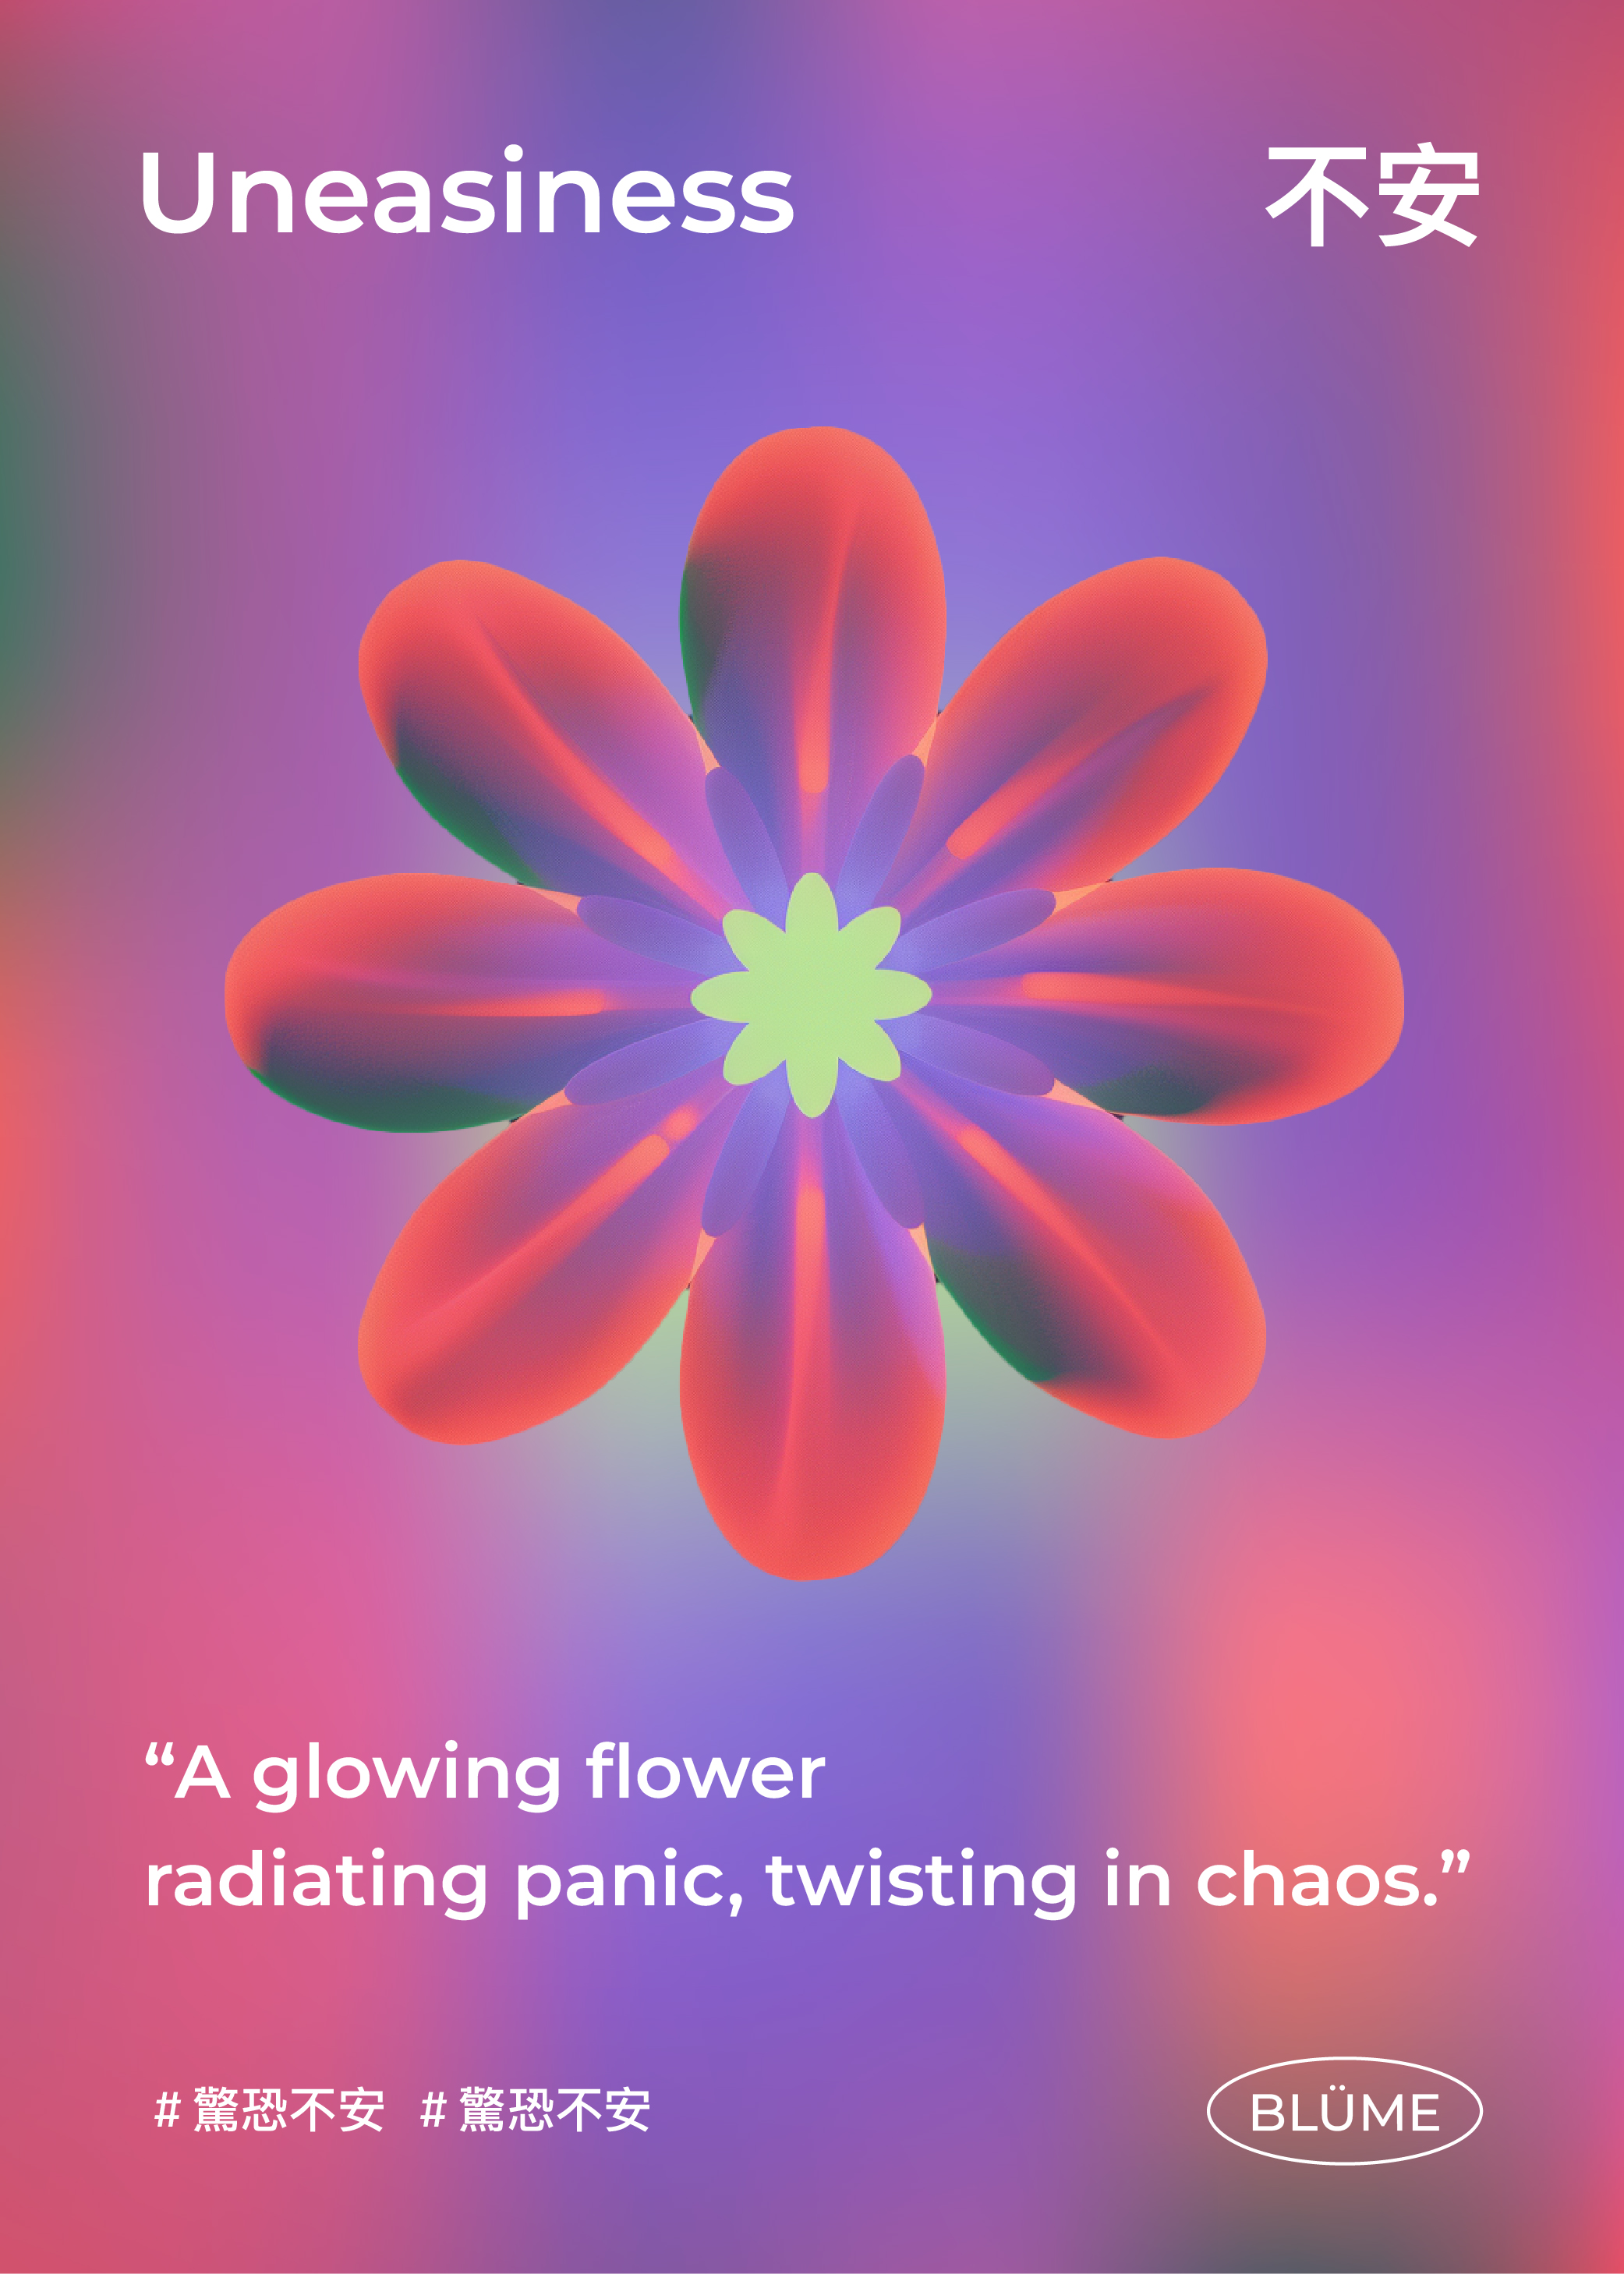 Uneasiness 不安
“A glowing flower
radiating panic, twisting in chaos.”
# 驚恐不安 # 驚恐不安
BLÜME